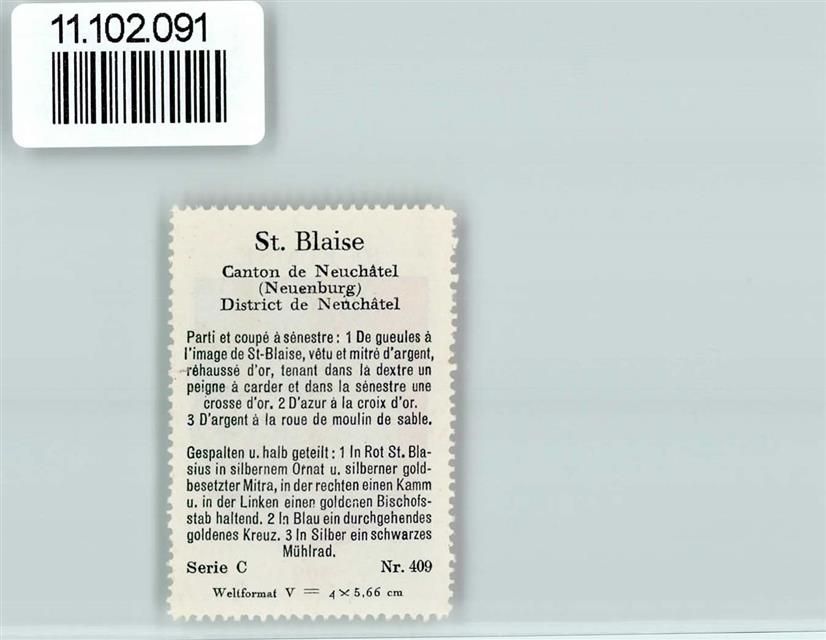 11.102.091
St. Blaise
Canton de Neuchâtel
(Neuenburg)
District de Neuchâtel
Parti et coupé à sénestre: 1 De gueules à
l'image de St-Blaise, vêtu et mitré d'argent,
réhaussé d'or, tenant dans la dextre un
peigne à carder et dans la sénestre une
crosse d'or. 2 D'azur à la croix d'or.
3 D'argent à la roue de moulin de sable.
Gespalten u. halb geteilt: 1 In Rot St. Bla-
sius in silbernem Ornat u. silberner gold-
besetzter Mitra, in der rechten einen Kamm
u. in der Linken einen goldenen Bischofs-
stab haltend. 2 In Blau ein durchgehendes
goldenes Kreuz. 3 In Silber ein schwarzes
Mühlrad.
Serie C Nr. 409
Weltformat V = 4 × 5,66 cm